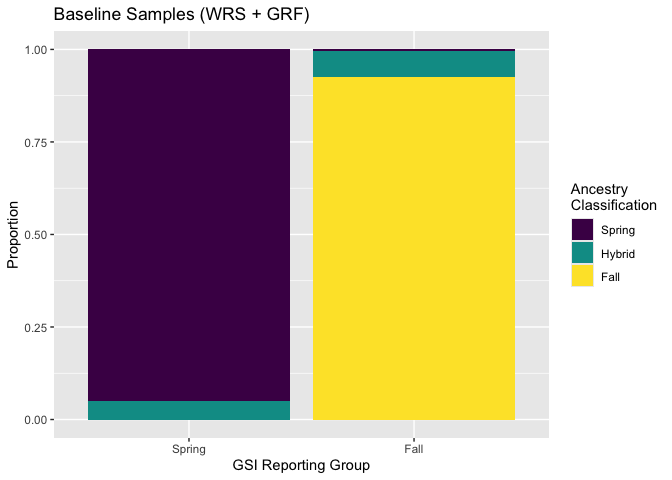 Baseline Samples (WRS + GRF)
Proportion
1.00
0.75
0.50
0.25
0.00
Spring
Fall
GSI Reporting Group
Ancestry
Classification
Spring
Hybrid
Fall